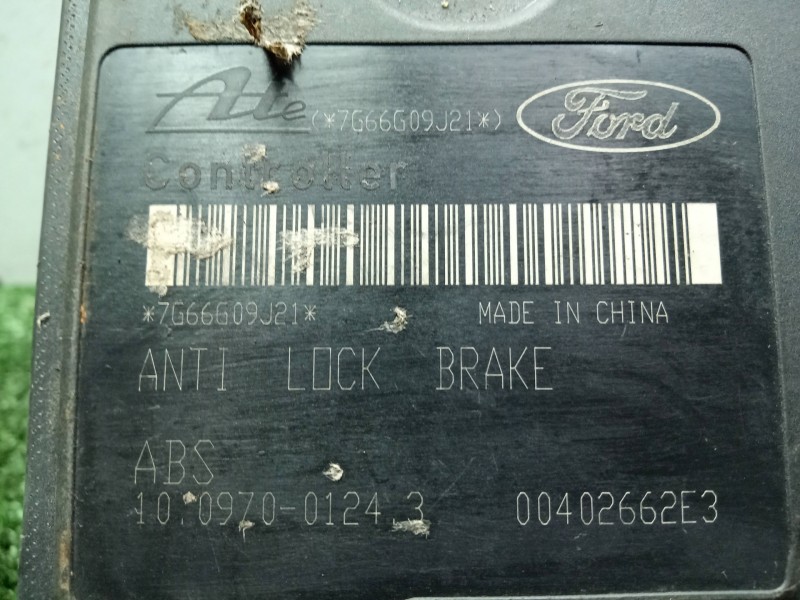 Ate (*7G66G09J21*) Ford
Controller
*7G66G09J21* MADE IN CHINA
ANTI LOCK BRAKE
ABS
10.0970-0124.3 00402662E3